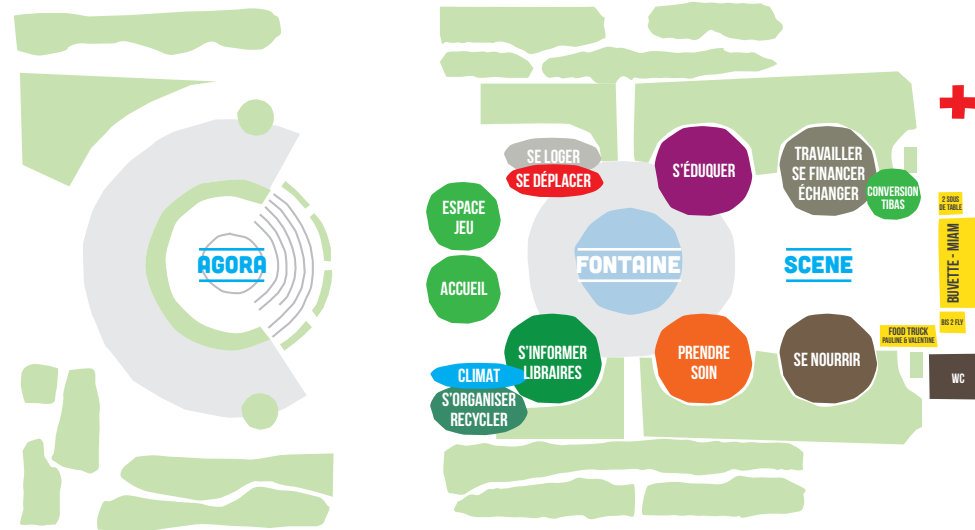 SE LOGER
SE DÉPLACER
S'ÉDUQUER
TRAVAILLER
SE FINANCER
ÉCHANGER
CONVERSION
TIBAS
ESPACE
JEU
2 SOUS
DE TABLE
AGORA
FONTAINE
SCENE
BUVETTE - MIAM
ACCUEIL
BIS 2 FLY
FOOD TRUCK
PAULINE & VALENTINE
S'INFORMER
LIBRAIRES
PRENDRE
SOIN
SE NOURRIR
CLIMAT
WC
S'ORGANISER
RECYCLER